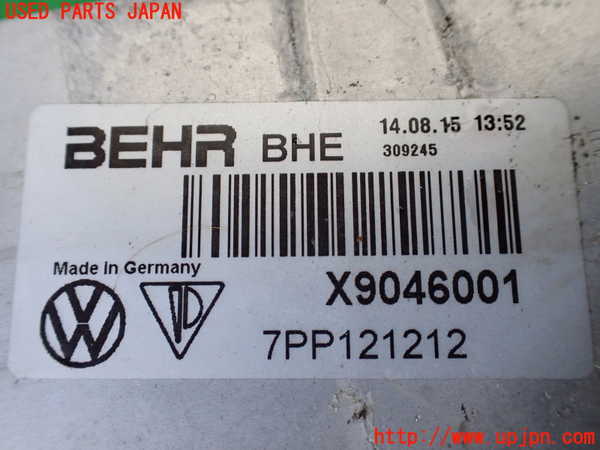 USED PARTS JAPAN
BEHR BHE 14.08.15 13:52
309245
Made in Germany
X9046001
7PP121212
http://www.upjpn.com/